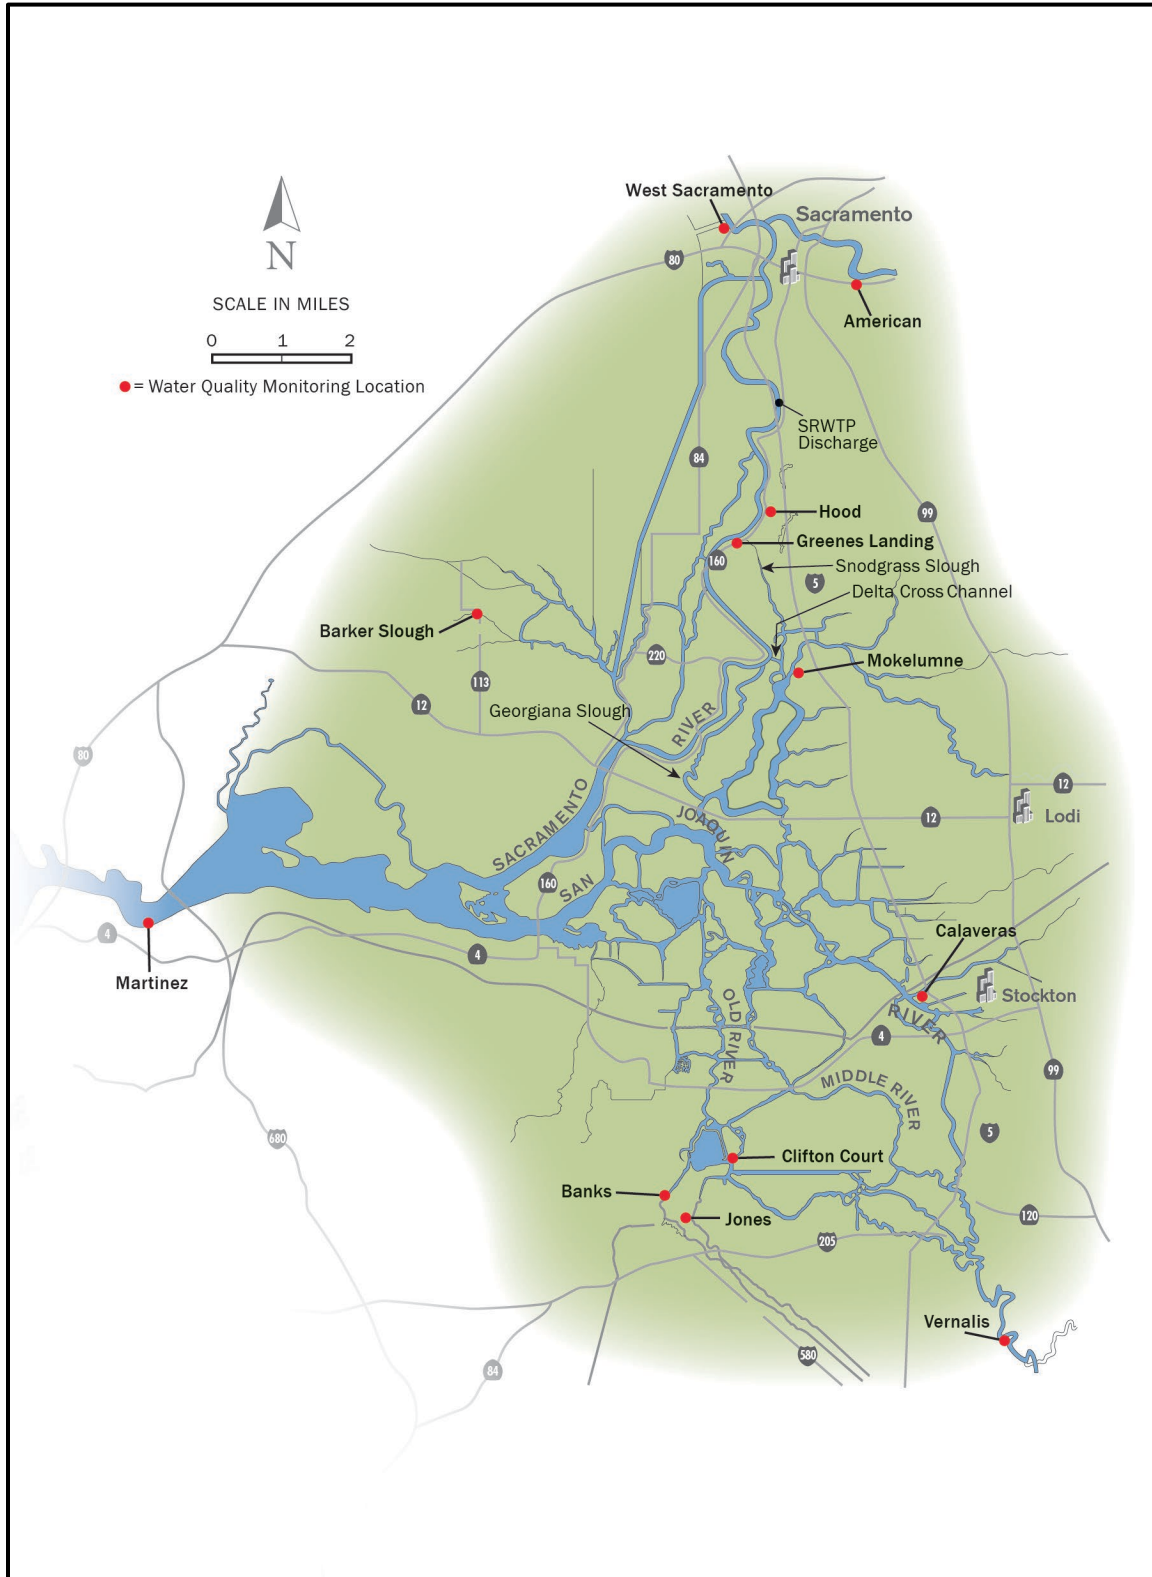 West Sacramento
Sacramento
80
N
SCALE IN MILES
0 1 2
= Water Quality Monitoring Location
American
SRWTP
Discharge
84
Hood
99
Greenes Landing
160
Snodgrass Slough
5
Delta Cross Channel
Barker Slough
220
Mokelumne
113
12
Georgiana Slough
RIVER
80
12
Lodi
12
SACRAMENTO
JOAQUIN
160
SAN
4
Calaveras
4
Martinez
Stockton
OLD RIVER
RIVER
4
99
MIDDLE RIVER
680
5
Clifton Court
Banks
Jones
120
205
Vernalis
580
84